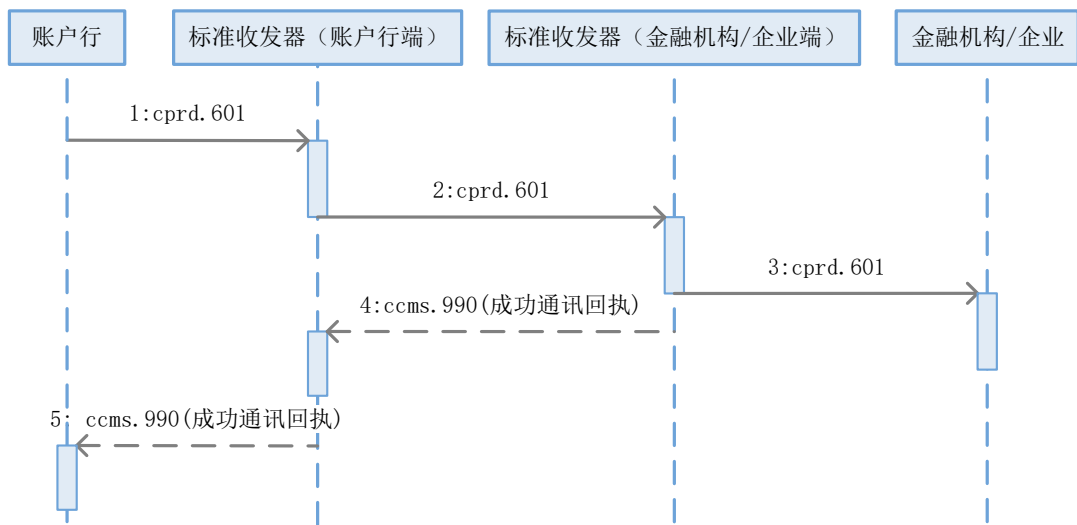 账户行
标准收发器（账户行端）
标准收发器（金融机构/企业端）
金融机构/企业
1:cprd.601
2:cprd.601
3:cprd.601
4:ccms.990(成功通讯回执)
5: ccms.990(成功通讯回执)